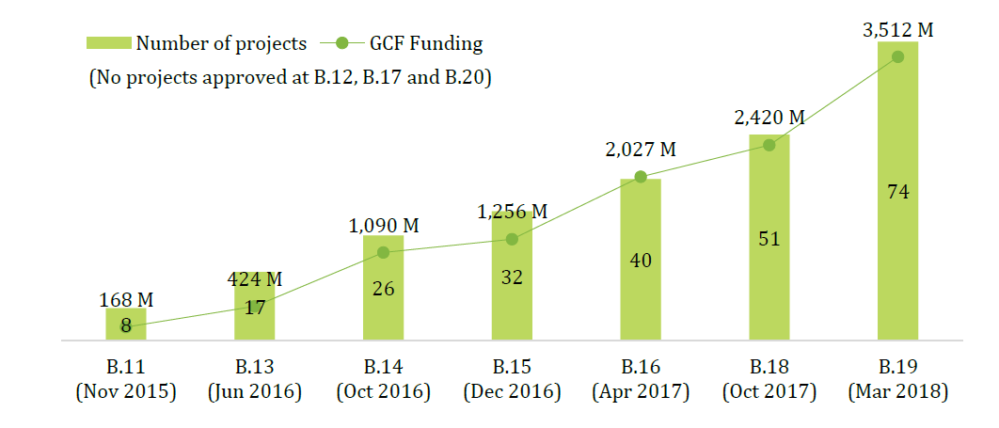 3,512 M
Number of projects GCF Funding
(No projects approved at B.12, B.17 and B.20)
2,420 M
2,027 M
1,256 M
1,090 M
424 M
168 M
8
17
26
32
40
51
74
B.11 B.13 B.14 B.15 B.16 B.18 B.19
(Nov 2015) (Jun 2016) (Oct 2016) (Dec 2016) (Apr 2017) (Oct 2017) (Mar 2018)